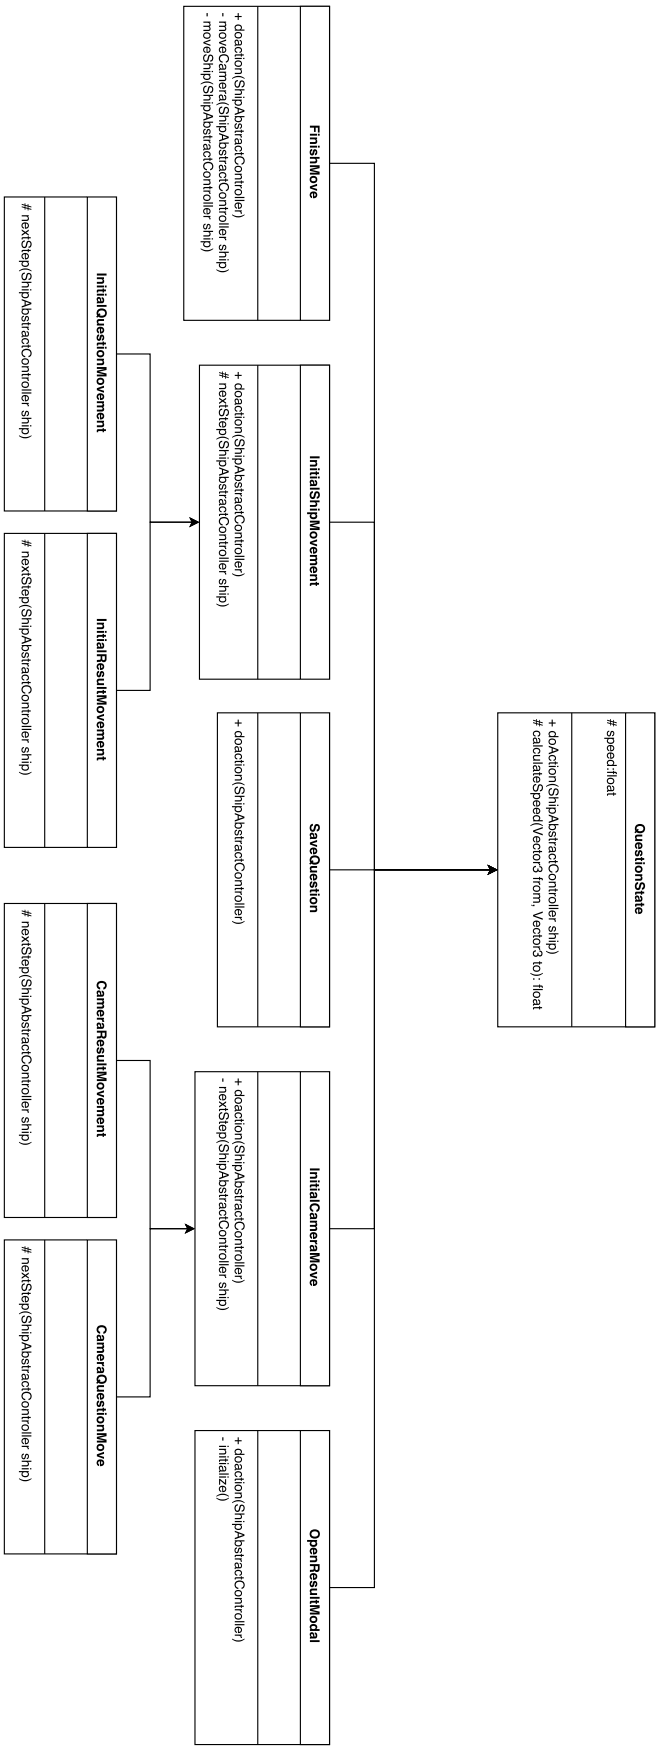 QuestionState
# speed:float
+ doAction(ShipAbstractController ship)
# calculateSpeed(Vector3 from, Vector3 to): float
FinishMove
+ doaction(ShipAbstractController)
- moveCamera(ShipAbstractController ship)
- moveShip(ShipAbstractController ship)
InitialShipMovement
+ doaction(ShipAbstractController)
# nextStep(ShipAbstractController ship)
SaveQuestion
+ doaction(ShipAbstractController)
InitialCameraMove
+ doaction(ShipAbstractController)
- nextStep(ShipAbstractController ship)
OpenResultModal
+ doaction(ShipAbstractController)
- initialize()
InitialQuestionMovement
# nextStep(ShipAbstractController ship)
InitialResultMovement
# nextStep(ShipAbstractController ship)
CameraResultMovement
# nextStep(ShipAbstractController ship)
CameraQuestionMove
# nextStep(ShipAbstractController ship)